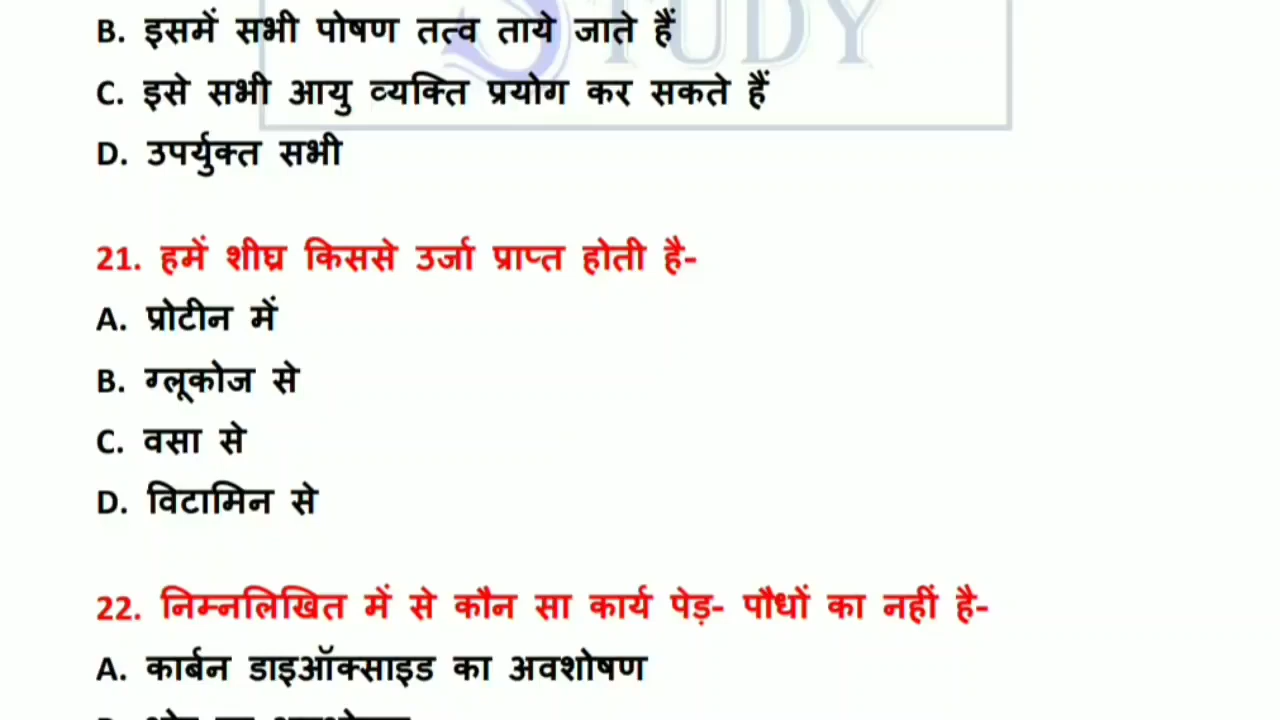 STUDY
B. इसमें सभी पोषण तत्व ताये जाते हैं
C. इसे सभी आयु व्यक्ति प्रयोग कर सकते हैं
D. उपर्युक्त सभी
21. हमें शीघ्र किससे उर्जा प्राप्त होती है-
A. प्रोटीन में
B. ग्लूकोज से
C. वसा से
D. विटामिन से
22. निम्नलिखित में से कौन सा कार्य पेड़- पौधों का नहीं है-
A. कार्बन डाइऑक्साइड का अवशोषण